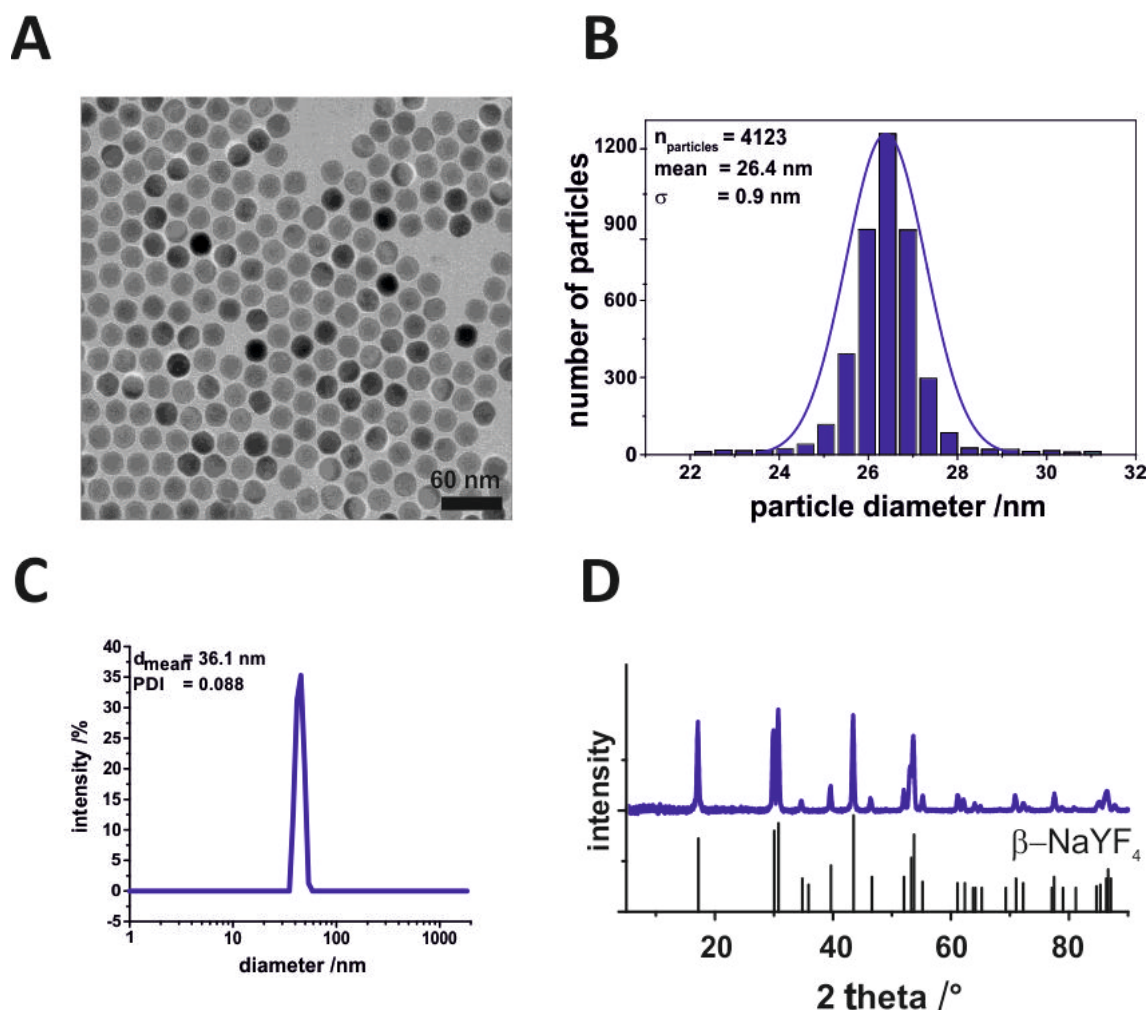 A
60 nm
B
n_particles = 4123
mean = 26.4 nm
σ = 0.9 nm
1200
900
600
300
0
22 24 26 28 30 32
number of particles
particle diameter /nm
C
d_mean = 36.1 nm
PDI = 0.088
40
35
30
25
20
15
10
5
0
-5
1 10 100 1000
intensity /%
diameter /nm
D
intensity
β–NaYF₄
20 40 60 80
2 theta /°